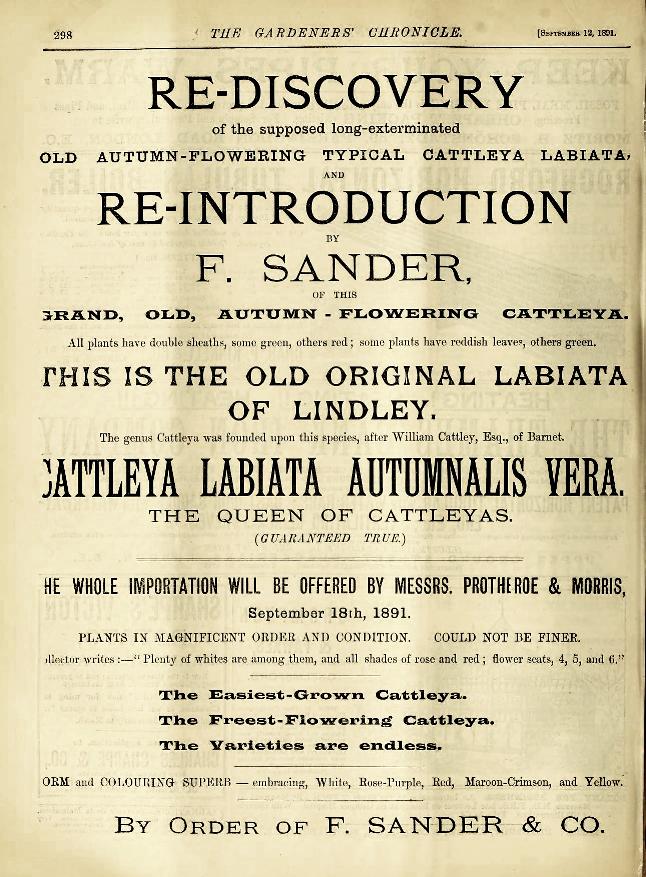 298 THE GARDENERS' CHRONICLE. [SEPTEMBER 12, 1891.
RE-DISCOVERY
of the supposed long-exterminated
OLD AUTUMN-FLOWERING TYPICAL CATTLEYA LABIATA,
AND
RE-INTRODUCTION
BY
F. SANDER,
OF THIS
GRAND, OLD, AUTUMN-FLOWERING CATTLEYA.
All plants have double sheaths, some green, others red; some plants have reddish leaves, others green.
THIS IS THE OLD ORIGINAL LABIATA
OF LINDLEY.
The genus Cattleya was founded upon this species, after William Cattley, Esq., of Barnet.
CATTLEYA LABIATA AUTUMNALIS VERA.
THE QUEEN OF CATTLEYAS.
(GUARANTEED TRUE.)
HE WHOLE IMPORTATION WILL BE OFFERED BY MESSRS. PROTHEROE & MORRIS,
September 18th, 1891.
PLANTS IN MAGNIFICENT ORDER AND CONDITION. COULD NOT BE FINER.
ollector writes:—"Plenty of whites are among them, and all shades of rose and red; flower seats, 4, 5, and 6."
The Easiest-Grown Cattleya.
The Freest-Flowering Cattleya.
The Varieties are endless.
ORM and COLOURING SUPERB — embracing, White, Rose-Purple, Red, Maroon-Crimson, and Yellow.
BY ORDER OF F. SANDER & CO.